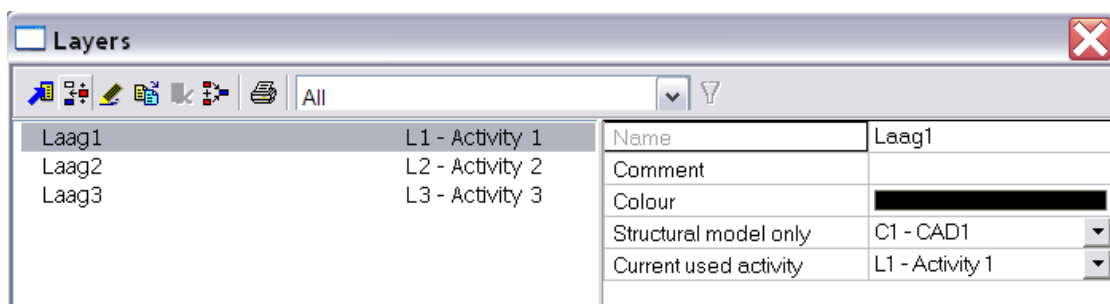 Layers
All
Laag1 L1 - Activity 1
Laag2 L2 - Activity 2
Laag3 L3 - Activity 3
Name Laag1
Comment
Colour
Structural model only C1 - CAD1
Current used activity L1 - Activity 1